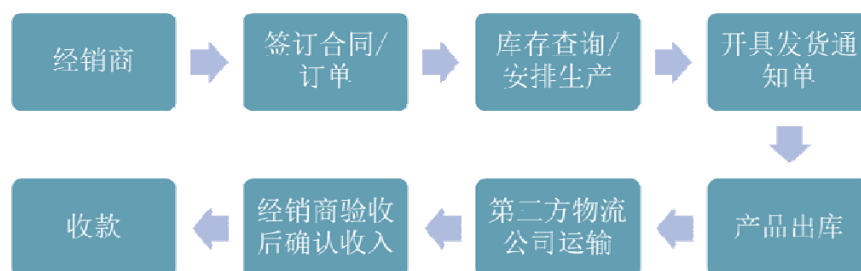 经销商
签订合同/
订单
库存查询/
安排生产
开具发货通
知单
产品出库
第二方物流
公司运输
经销商验收
后确认收入
收款